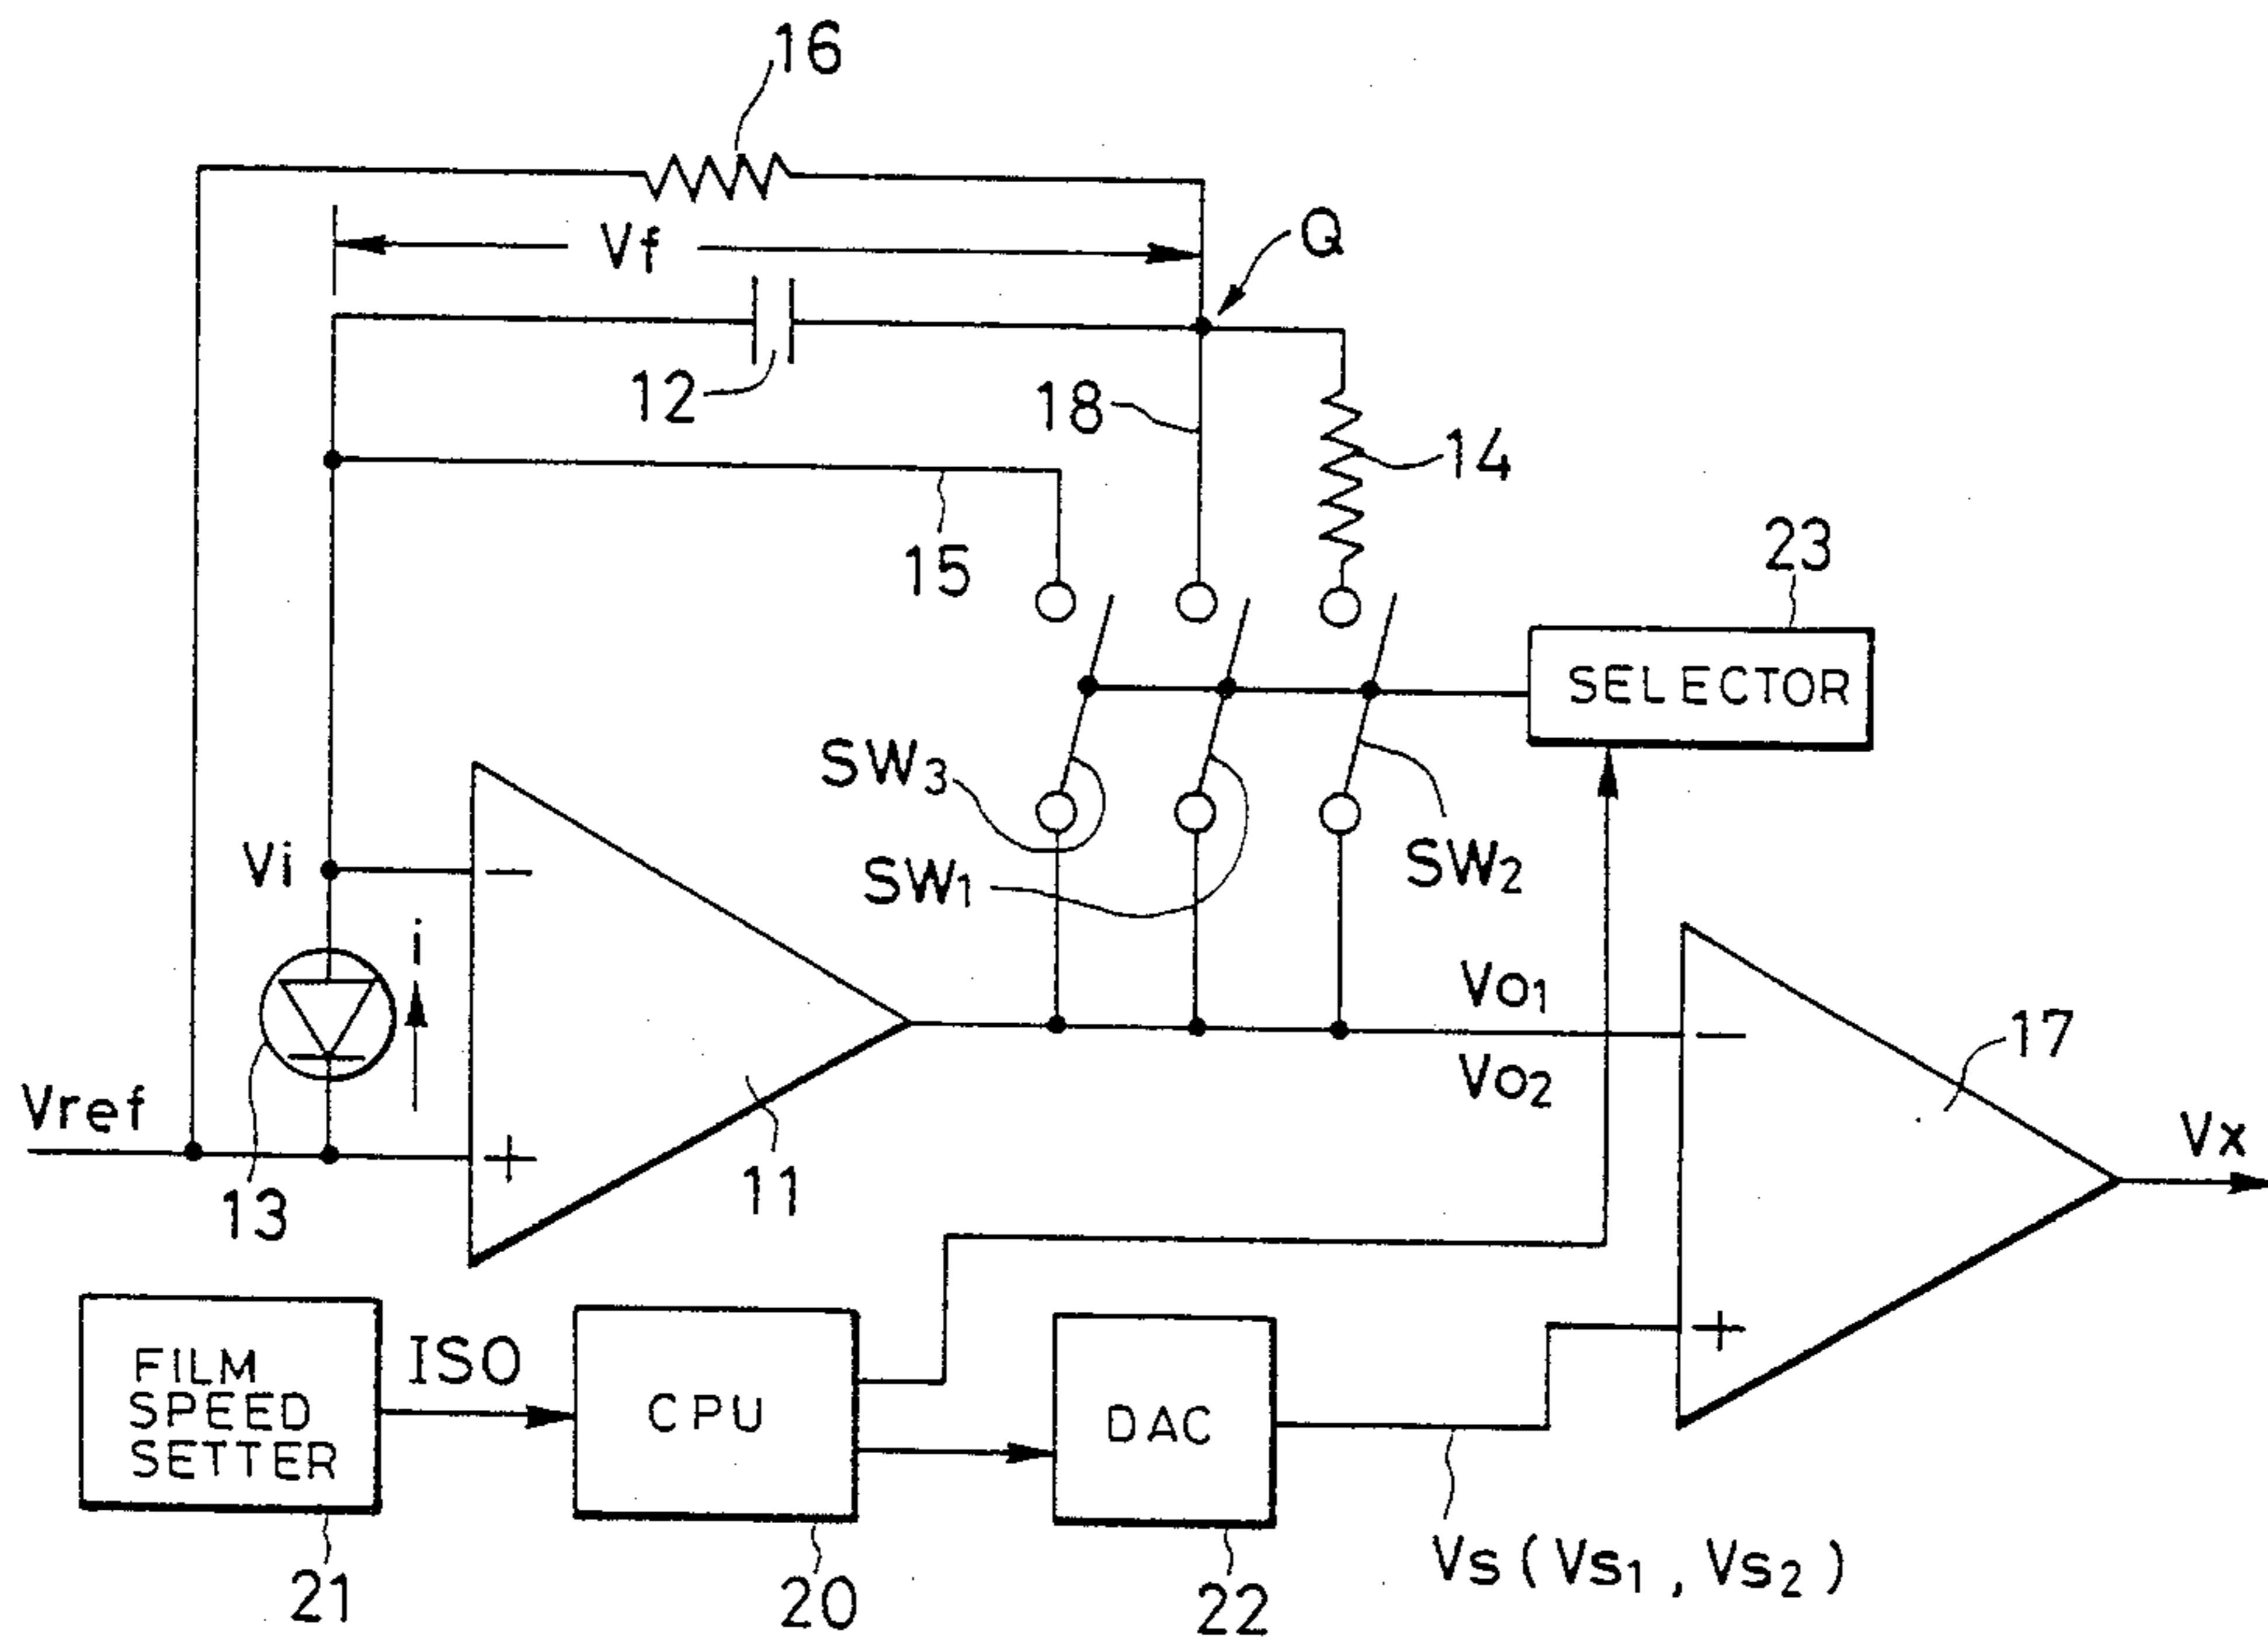 16
Vf
Q
12
18
14
15
23
SELECTOR
SW3
SW1
SW2
Vi
i
Vo1
Vo2
17
Vref
Vx
13
11
FILM
SPEED
SETTER
ISO
CPU
DAC
Vs (Vs1, Vs2)
21
20
22
−
+
−
+